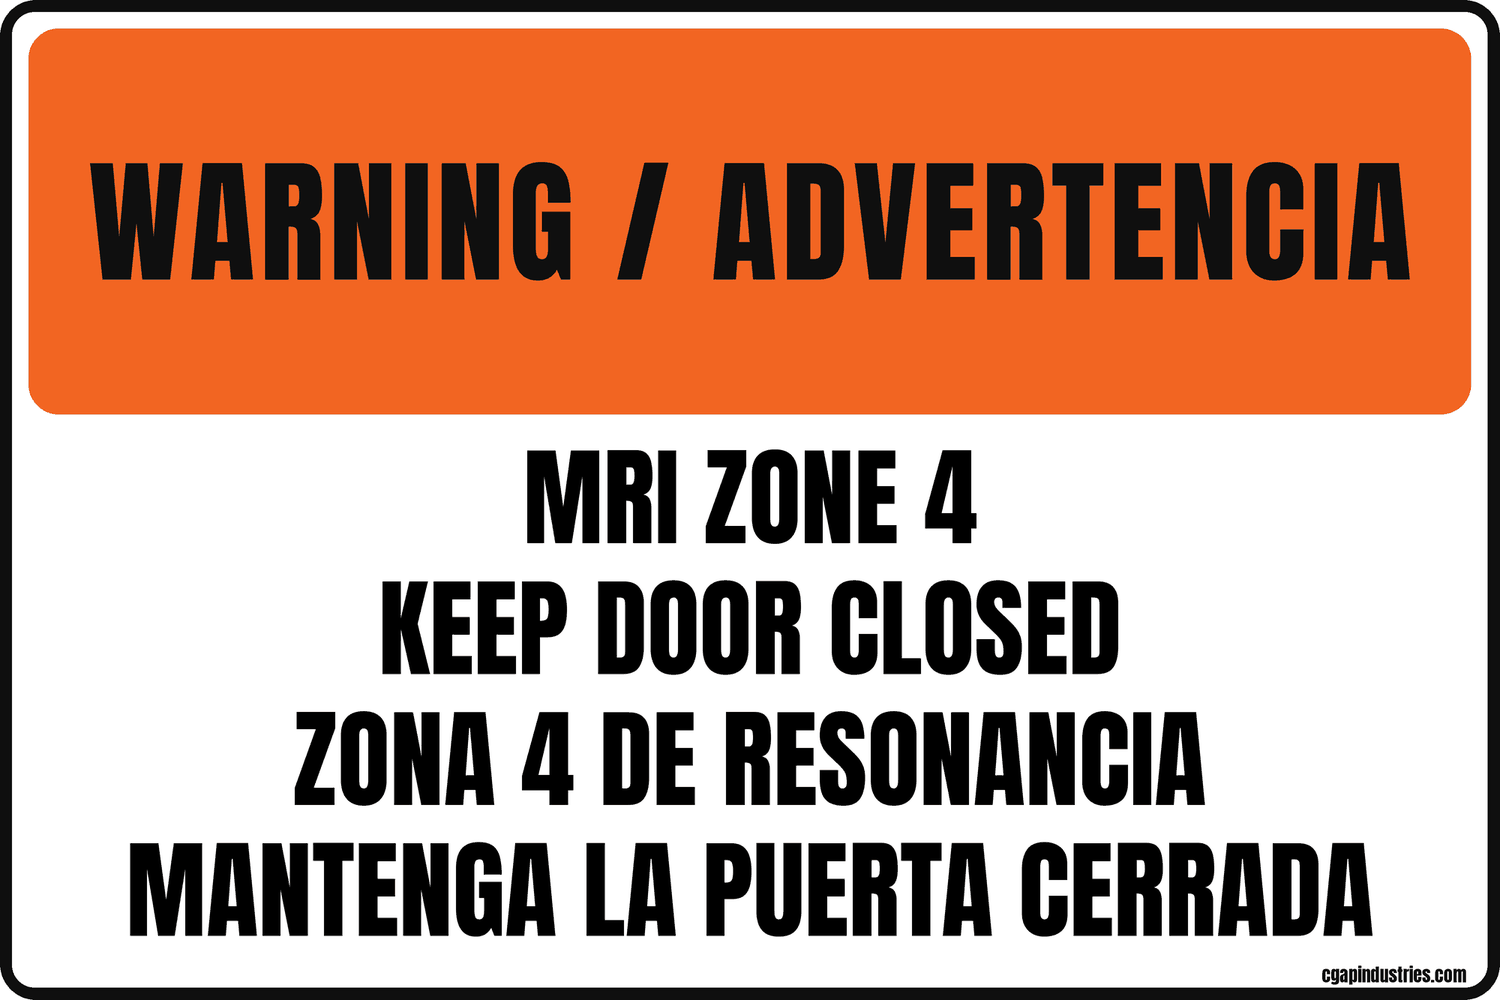 WARNING / ADVERTENCIA
MRI ZONE 4
KEEP DOOR CLOSED
ZONA 4 DE RESONANCIA
MANTENGA LA PUERTA CERRADA
cgapindustries.com